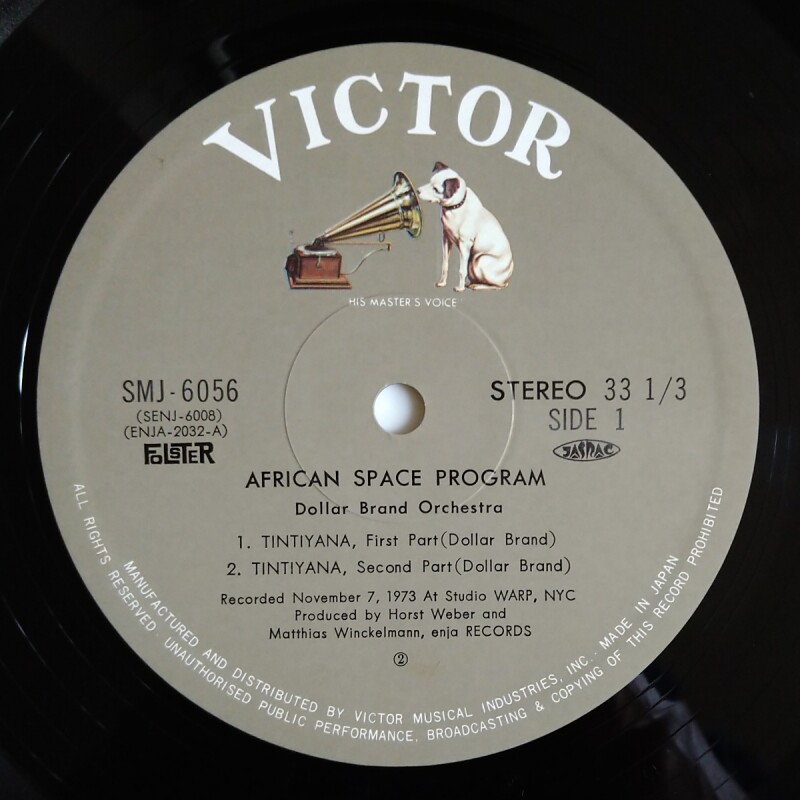 VICTOR
HIS MASTER'S VOICE
SMJ-6056
(SENJ-6008)
(ENJA-2032-A)
FOLSTER
STEREO 33 1/3
SIDE 1
JASRAC
AFRICAN SPACE PROGRAM
Dollar Brand Orchestra
1. TINTIYANA, First Part(Dollar Brand)
2. TINTIYANA, Second Part(Dollar Brand)
Recorded November 7, 1973 At Studio WARP, NYC
Produced by Horst Weber and
Matthias Winckelmann, enja RECORDS
②
MANUFACTURED AND DISTRIBUTED BY VICTOR MUSICAL INDUSTRIES, INC. · MADE IN JAPAN
ALL RIGHTS RESERVED. UNAUTHORISED PUBLIC PERFORMANCE, BROADCASTING & COPYING OF THIS RECORD PROHIBITED